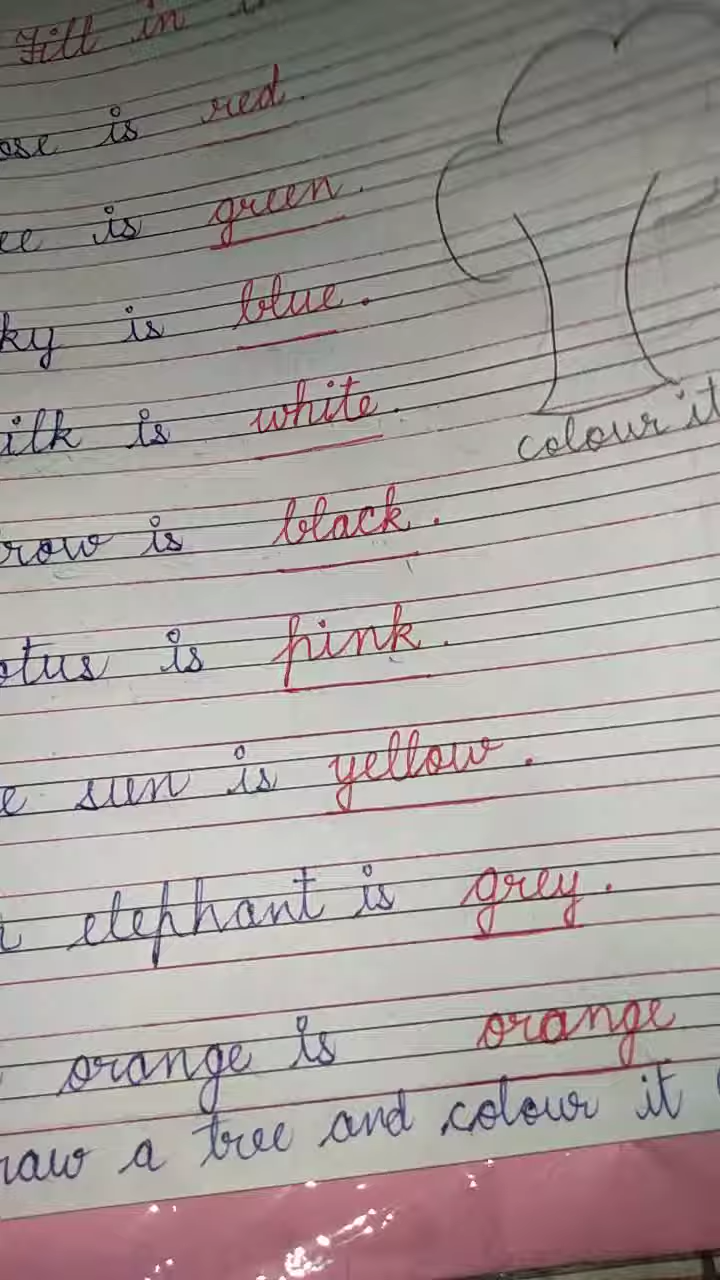 Fill in
ose is red.
ee is green.
ky is blue.
ilk is white.
colour it
row is black.
otus is pink.
e sun is yellow.
elephant is grey.
orange is orange
raw a tree and colour it